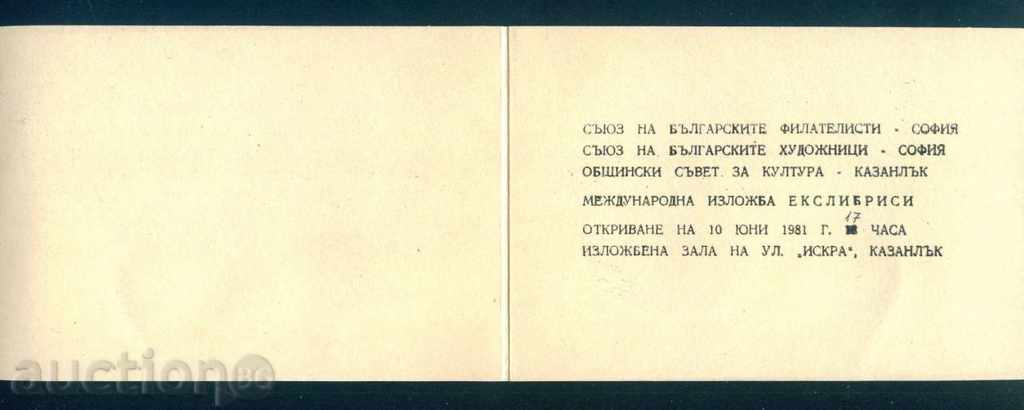 СЪЮЗ НА БЪЛГАРСКИТЕ ФИЛАТЕЛИСТИ - СОФИЯ
СЪЮЗ НА БЪЛГАРСКИТЕ ХУДОЖНИЦИ - СОФИЯ
ОБЩИНСКИ СЪВЕТ ЗА КУЛТУРА - КАЗАНЛЪК
МЕЖДУНАРОДНА ИЗЛОЖБА ЕКСЛИБРИСИ
ОТКРИВАНЕ НА 10 ЮНИ 1981 Г. 17 ЧАСА
ИЗЛОЖБЕНА ЗАЛА НА УЛ. „ИСКРА“, КАЗАНЛЪК
auction.bg